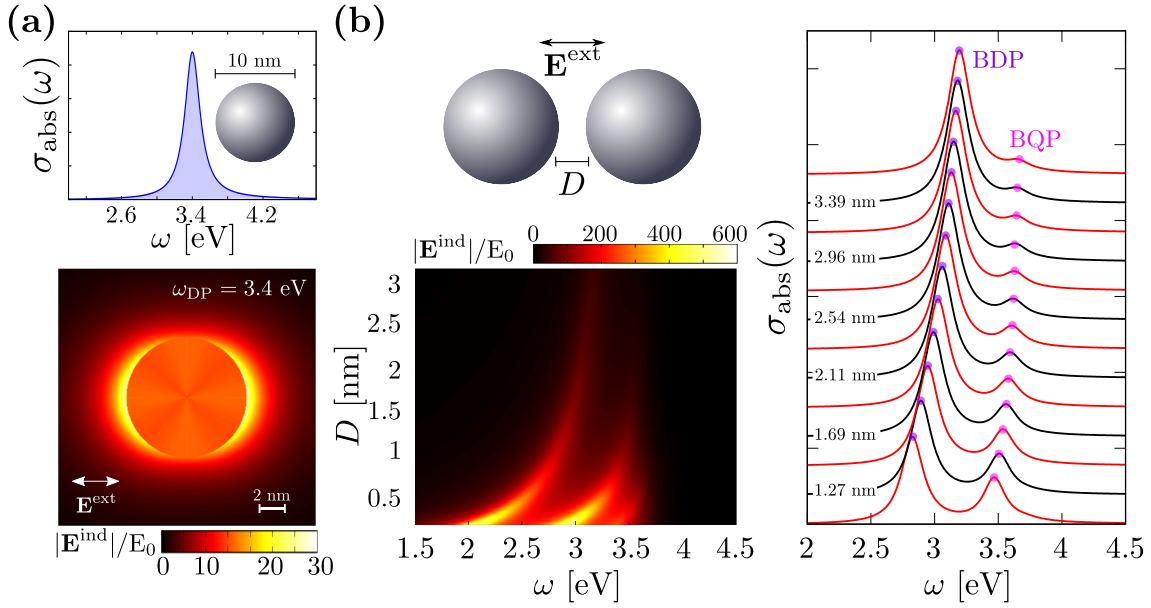 (a)
10 nm
σabs(ω)
2.6 3.4 4.2
ω [eV]
ωDP = 3.4 eV
Eext
2 nm
|Eind|/E0
0 10 20 30
(b)
Eext
D
|Eind|/E0
0 200 400 600
3
2.5
2
1.5
1
0.5
D [nm]
1.5 2 2.5 3 3.5 4 4.5
ω [eV]
BDP
BQP
3.39 nm
2.96 nm
2.54 nm
2.11 nm
1.69 nm
1.27 nm
σabs(ω)
2 2.5 3 3.5 4 4.5
ω [eV]